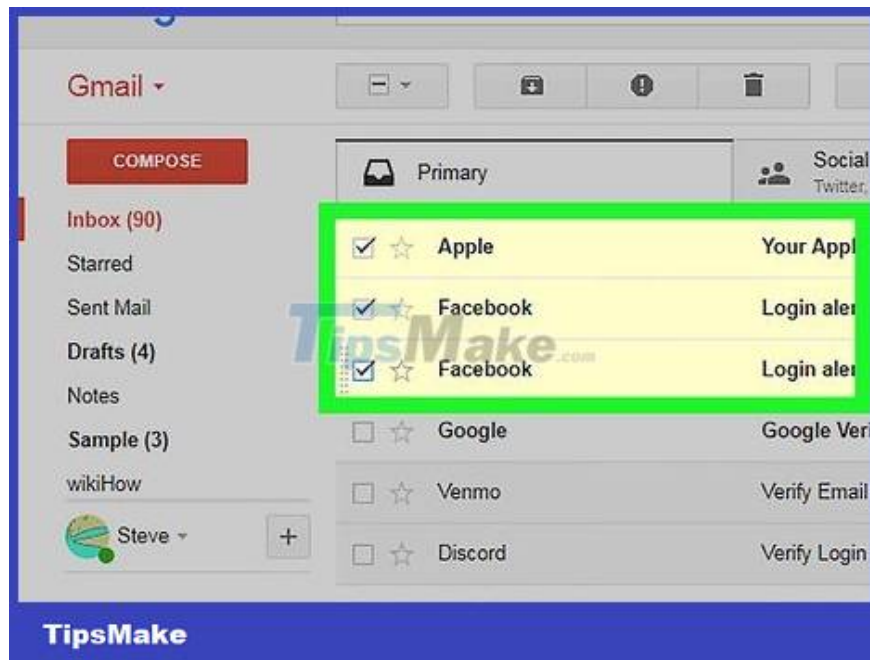 Gmail
COMPOSE
Inbox (90)
Starred
Sent Mail
Drafts (4)
Notes
Sample (3)
wikiHow
Steve
Primary
Social
Twitter,
Apple Your Appl
Facebook Login aler
Facebook Login aler
Google Google Veri
Venmo Verify Email
Discord Verify Login
TipsMake.com
TipsMake